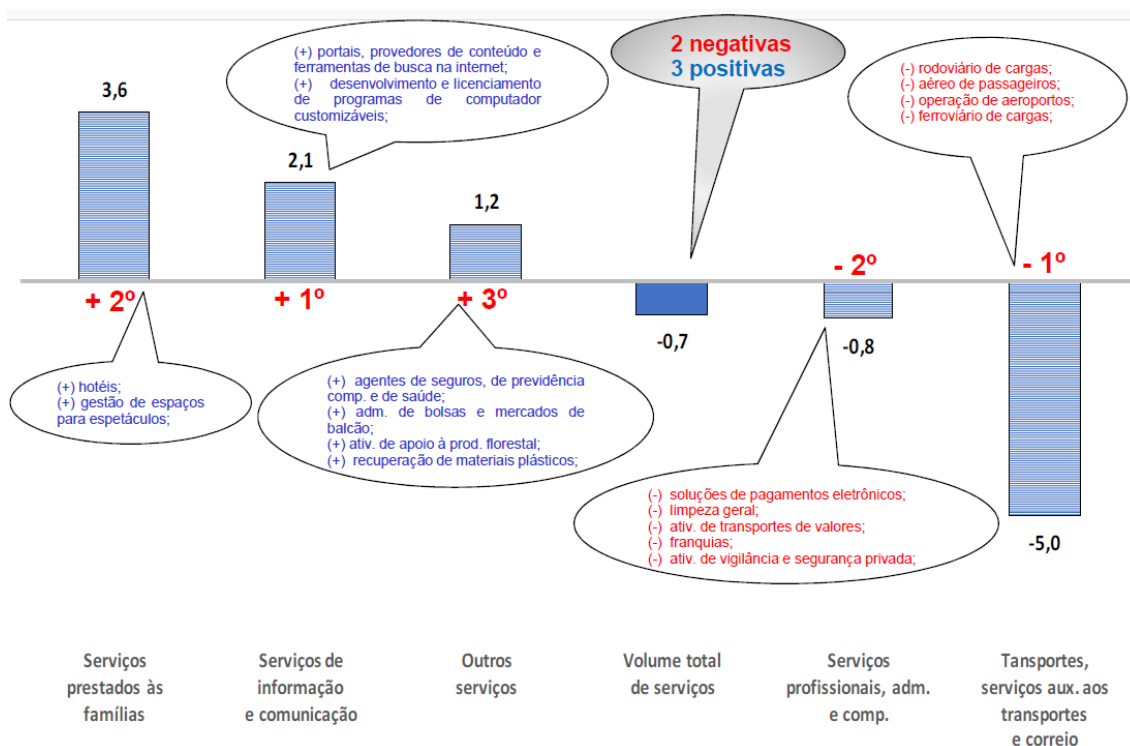 (+) portais, provedores de conteúdo e
ferramentas de busca na internet;
(+) desenvolvimento e licenciamento
de programas de computador
customizáveis;
2 negativas
3 positivas
(-) rodoviário de cargas;
(-) aéreo de passageiros;
(-) operação de aeroportos;
(-) ferroviário de cargas;
3,6
2,1
1,2
- 2º
- 1º
+ 2º
+ 1º
+ 3º
-0,7
-0,8
-5,0
(+) hotéis;
(+) gestão de espaços
para espetáculos;
(+) agentes de seguros, de previdência
comp. e de saúde;
(+) adm. de bolsas e mercados de
balcão;
(+) ativ. de apoio à prod. florestal;
(+) recuperação de materiais plásticos;
(-) soluções de pagamentos eletrônicos;
(-) limpeza geral;
(-) ativ. de transportes de valores;
(-) franquias;
(-) ativ. de vigilância e segurança privada;
Serviços
prestados às
famílias
Serviços de
informação
e comunicação
Outros
serviços
Volume total
de serviços
Serviços
profissionais, adm.
e comp.
Tansportes,
serviços aux. aos
transportes
e correio